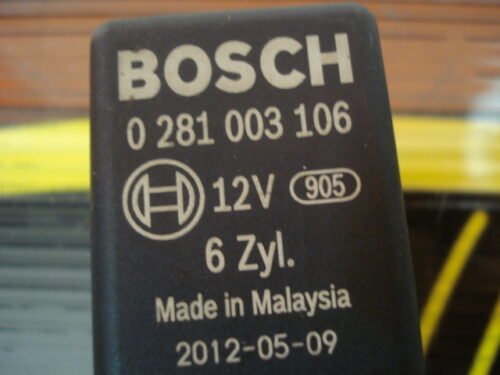 BOSCH
0 281 003 106
12V 905
6 Zyl.
Made in Malaysia
2012-05-09